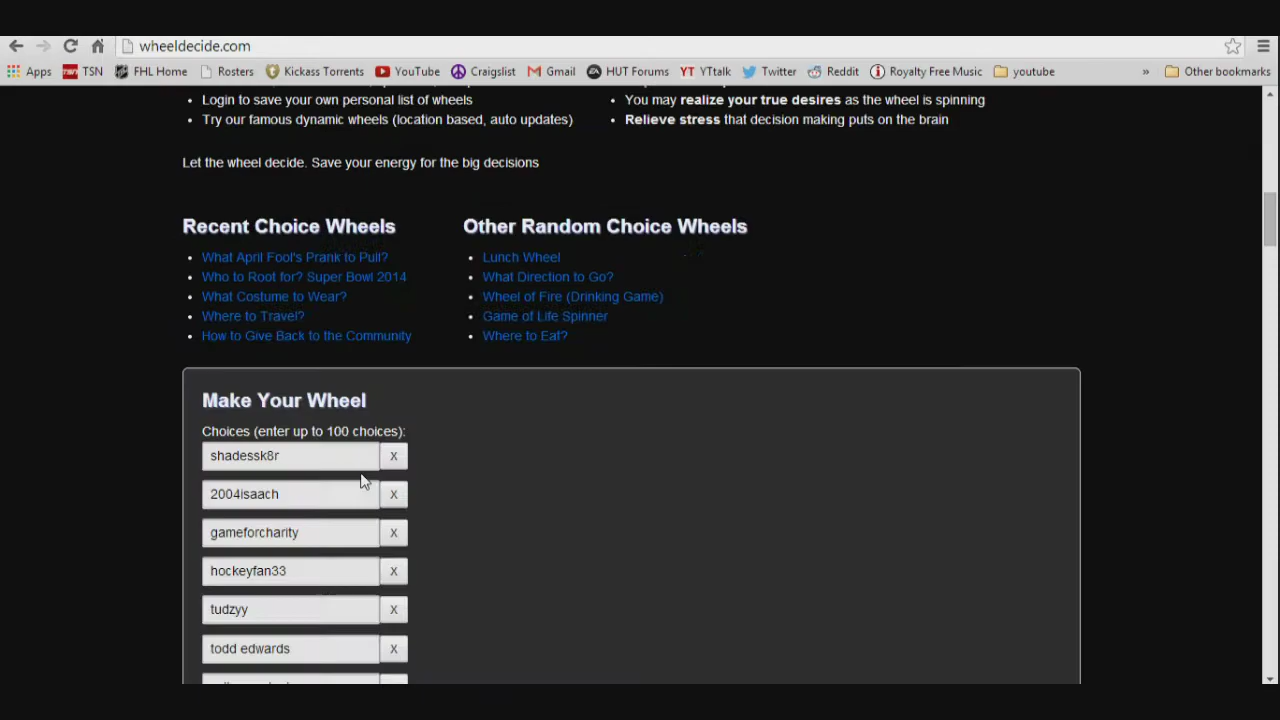 wheeldecide.com
Apps TSN FHL Home Rosters Kickass Torrents YouTube Craigslist Gmail HUT Forums YT YTtalk Twitter Reddit Royalty Free Music youtube » Other bookmarks
• Login to save your own personal list of wheels
• Try our famous dynamic wheels (location based, auto updates)
• You may realize your true desires as the wheel is spinning
• Relieve stress that decision making puts on the brain
Let the wheel decide. Save your energy for the big decisions
Recent Choice Wheels
• What April Fool's Prank to Pull?
• Who to Root for? Super Bowl 2014
• What Costume to Wear?
• Where to Travel?
• How to Give Back to the Community
Other Random Choice Wheels
• Lunch Wheel
• What Direction to Go?
• Wheel of Fire (Drinking Game)
• Game of Life Spinner
• Where to Eat?
Make Your Wheel
Choices (enter up to 100 choices):
shadessk8r X
2004isaach X
gameforcharity X
hockeyfan33 X
tudzyy X
todd edwards X